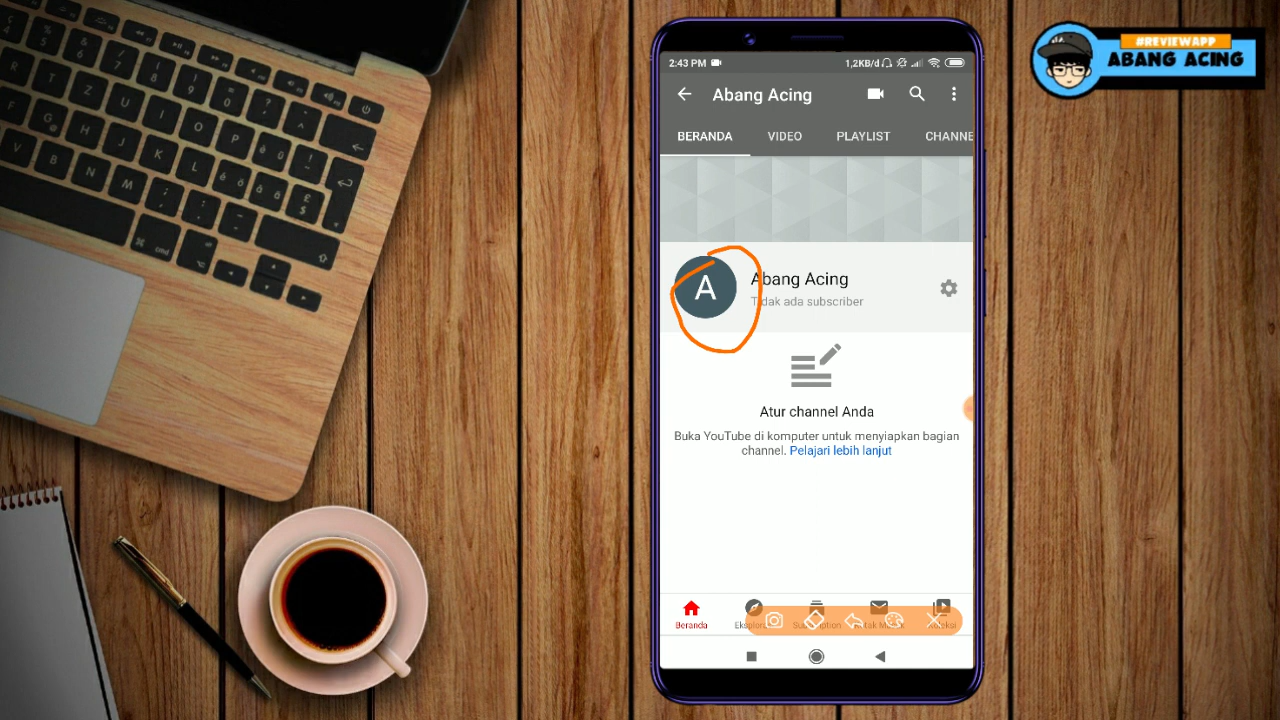 #REVIEWAPP
ABANG ACING
2:43 PM
1,2KB/d
Abang Acing
BERANDA
VIDEO
PLAYLIST
CHANNE
A
Abang Acing
Tidak ada subscriber
Atur channel Anda
Buka YouTube di komputer untuk menyiapkan bagian
channel. Pelajari lebih lanjut
Beranda